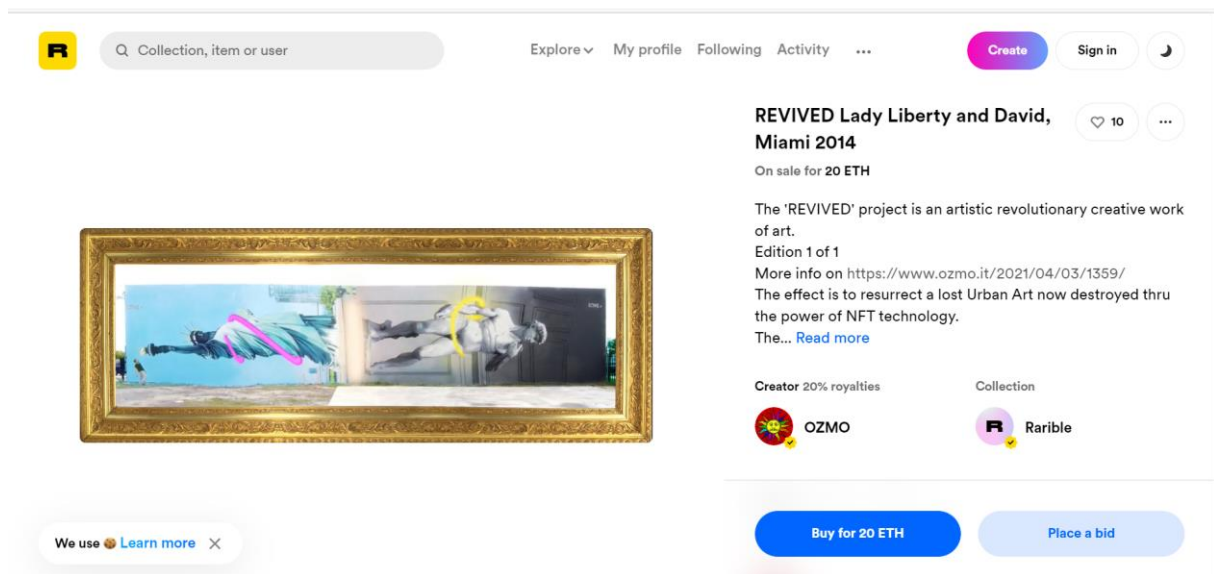 R
Collection, item or user
Explore
My profile
Following
Activity
...
Create
Sign in
REVIVED Lady Liberty and David,
Miami 2014
10
...
On sale for 20 ETH
The 'REVIVED' project is an artistic revolutionary creative work
of art.
Edition 1 of 1
More info on https://www.ozmo.it/2021/04/03/1359/
The effect is to resurrect a lost Urban Art now destroyed thru
the power of NFT technology.
The... Read more
Creator 20% royalties
Collection
OZMO
R
Rarible
We use Learn more
Buy for 20 ETH
Place a bid